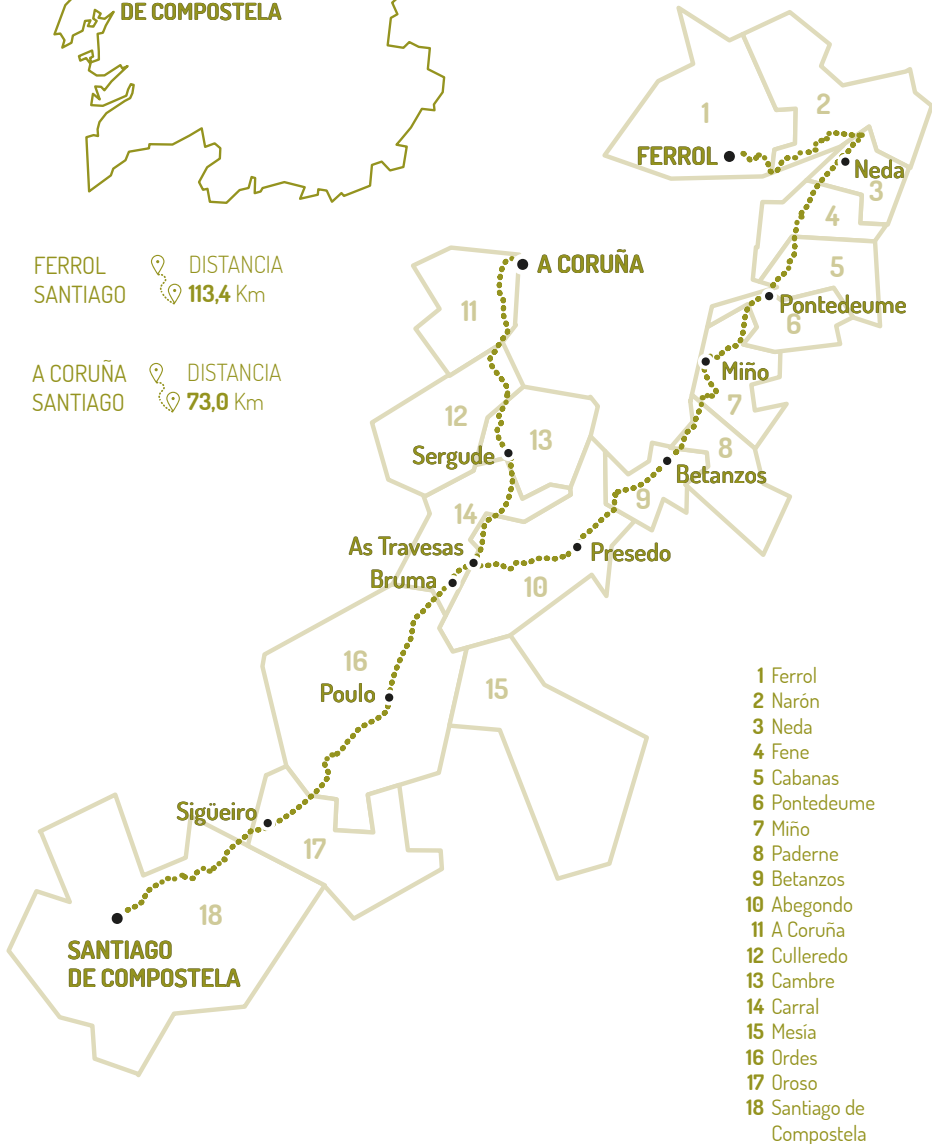 DE COMPOSTELA
1
2
FERROL
Neda
3
4
5
Pontedeume
6
Miño
7
8
Betanzos
9
Presedo
10
A CORUÑA
11
12
13
Sergude
14
As Travesas
Bruma
15
16
Poulo
Sigüeiro
17
18
SANTIAGO
DE COMPOSTELA
FERROL
SANTIAGO
DISTANCIA
113,4 Km
A CORUÑA
SANTIAGO
DISTANCIA
73,0 Km
1 Ferrol
2 Narón
3 Neda
4 Fene
5 Cabanas
6 Pontedeume
7 Miño
8 Paderne
9 Betanzos
10 Abegondo
11 A Coruña
12 Culleredo
13 Cambre
14 Carral
15 Mesía
16 Ordes
17 Oroso
18 Santiago de
Compostela